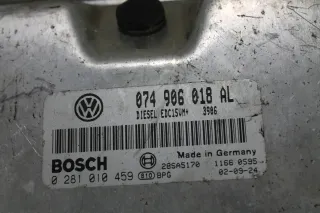 074 906 018 AL
DIESEL EDC15VM+ 3986
BOSCH
Made in Germany
28SA5170 1166 0595
0 281 010 459 BPG 02-09-24